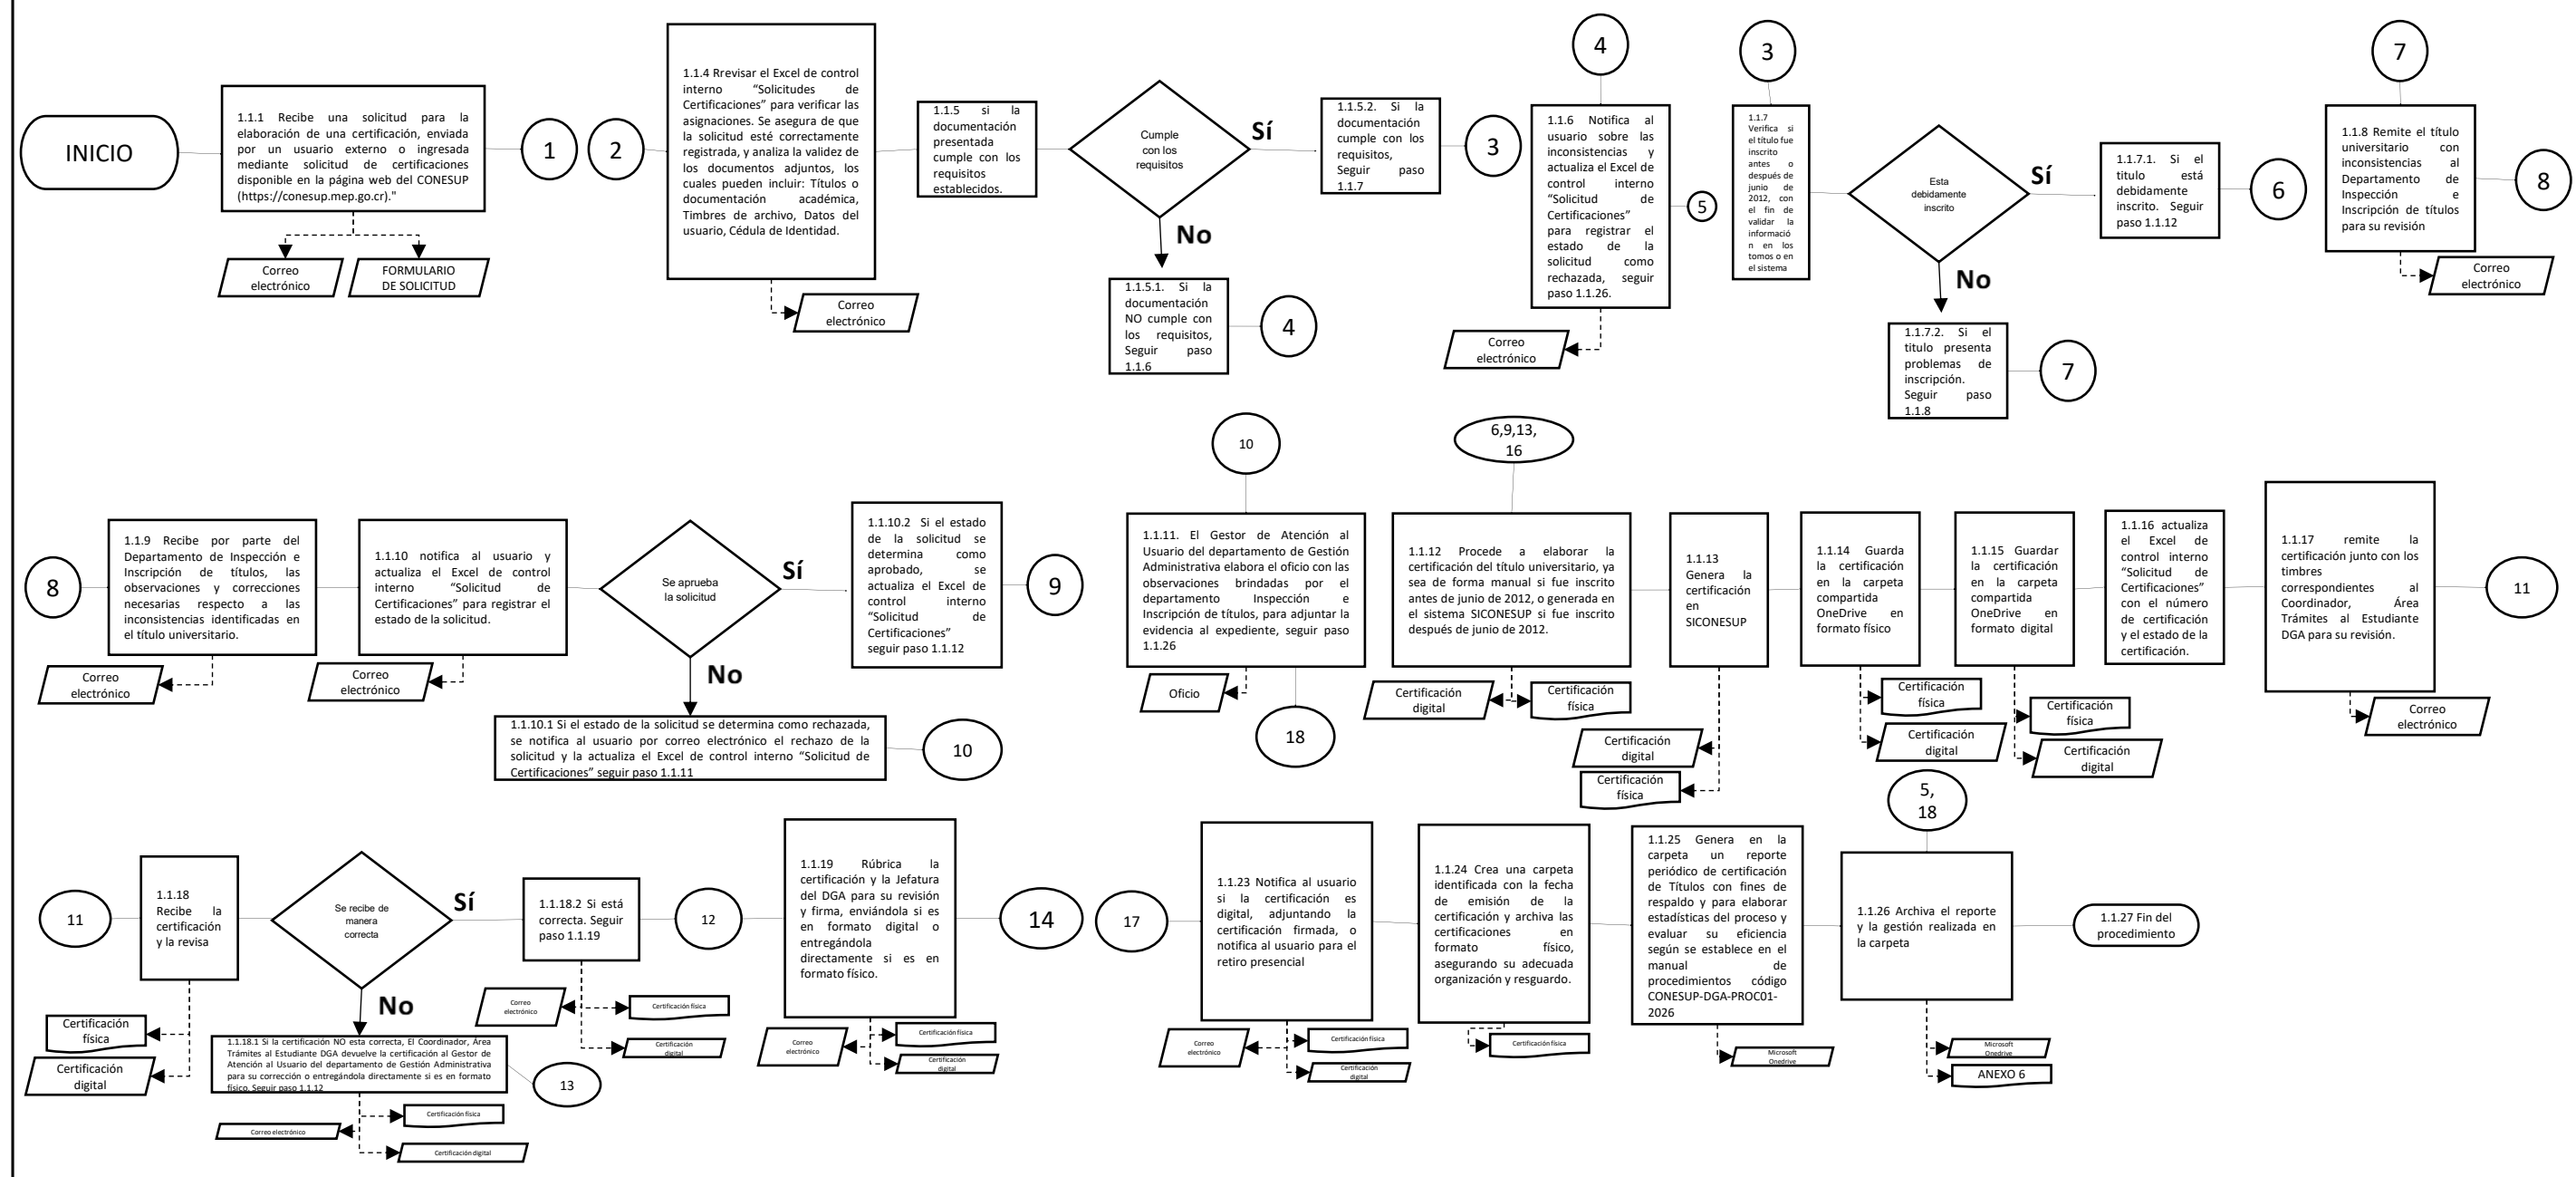 INICIO
1.1.1 Recibe una solicitud para la
elaboración de una certificación, enviada
por un usuario externo o ingresada
mediante solicitud de certificaciones
disponible en la página web del CONESUP
(https://conesup.mep.go.cr)."
Correo
electrónico
FORMULARIO
DE SOLICITUD
1
2
1.1.4 Rrevisar el Excel de control
interno "Solicitudes de
Certificaciones" para verificar las
asignaciones. Se asegura de que
la solicitud esté correctamente
registrada, y analiza la validez de
los documentos adjuntos, los
cuales pueden incluir: Títulos o
documentación académica,
Timbres de archivo, Datos del
usuario, Cédula de Identidad.
Correo
electrónico
1.1.5 si la
documentación
presentada
cumple con los
requisitos
establecidos.
Cumple
con los
requisitos
Sí
No
1.1.5.2. Si la
documentación
cumple con los
requisitos,
Seguir paso
1.1.7
3
1.1.5.1. Si la
documentación
NO cumple con
los requisitos,
Seguir paso
1.1.6
4
4
1.1.6 Notifica al
usuario sobre las
inconsistencias y
actualiza el Excel de
control interno
"Solicitud de
Certificaciones"
para registrar el
estado de la
solicitud como
rechazada, seguir
paso 1.1.26.
5
Correo
electrónico
3
1.1.7
Verifica si
el título fue
inscrito
antes o
después de
junio de
2012, con
el fin de
validar la
informació
n en los
tomos o en
el sistema
Esta
debidamente
inscrito
Sí
No
1.1.7.1. Si el
titulo está
debidamente
inscrito. Seguir
paso 1.1.12
6
1.1.7.2. Si el
titulo presenta
problemas de
inscripción.
Seguir paso
1.1.8
7
7
1.1.8 Remite el título
universitario con
inconsistencias al
Departamento de
Inspección e
Inscripción de títulos
para su revisión
8
Correo
electrónico
8
1.1.9 Recibe por parte del
Departamento de Inspección e
Inscripción de títulos, las
observaciones y correcciones
necesarias respecto a las
inconsistencias identificadas en
el título universitario.
Correo
electrónico
1.1.10 notifica al usuario y
actualiza el Excel de control
interno "Solicitud de
Certificaciones" para registrar el
estado de la solicitud.
Correo
electrónico
Se aprueba
la solicitud
Sí
No
1.1.10.2 Si el estado
de la solicitud se
determina como
aprobado, se
actualiza el Excel de
control interno
"Solicitud de
Certificaciones"
seguir paso 1.1.12
9
1.1.10.1 Si el estado de la solicitud se determina como rechazada,
se notifica al usuario por correo electrónico el rechazo de la
solicitud y la actualiza el Excel de control interno "Solicitud de
Certificaciones" seguir paso 1.1.11
10
10
1.1.11. El Gestor de Atención al
Usuario del departamento de Gestión
Administrativa elabora el oficio con las
observaciones brindadas por el
departamento Inspección e
Inscripción de títulos, para adjuntar la
evidencia al expediente, seguir paso
1.1.26
Oficio
18
6,9,13,
16
1.1.12 Procede a elaborar la
certificación del título universitario, ya
sea de forma manual si fue inscrito
antes de junio de 2012, o generada en
el sistema SICONESUP si fue inscrito
después de junio de 2012.
Certificación
digital
Certificación
física
1.1.13
Genera la
certificación
en
SICONESUP
Certificación
digital
Certificación
física
1.1.14 Guarda
la certificación
en la carpeta
compartida
OneDrive en
formato físico
Certificación
física
Certificación
digital
1.1.15 Guardar
la certificación
en la carpeta
compartida
OneDrive en
formato digital
Certificación
física
Certificación
digital
1.1.16 actualiza
el Excel de
control interno
"Solicitud de
Certificaciones"
con el número
de certificación
y el estado de la
certificación.
1.1.17 remite la
certificación junto con los
timbres
correspondientes al
Coordinador, Área
Trámites al Estudiante
DGA para su revisión.
Correo
electrónico
11
11
1.1.18
Recibe la
certificación
y la revisa
Certificación
física
Certificación
digital
Se recibe de
manera
correcta
Sí
No
1.1.18.1 Si la certificación NO esta correcta, El Coordinador, Área
Trámites al Estudiante DGA devuelve la certificación al Gestor de
Atención al Usuario del departamento de Gestión Administrativa
para su corrección o entregándola directamente si es en formato
físico. Seguir paso 1.1.12
13
Certificación física
Correo electrónico
Certificación digital
1.1.18.2 Si está
correcta. Seguir
paso 1.1.19
Correo
electrónico
Certificación física
Certificación
digital
12
1.1.19 Rúbrica la
certificación y la Jefatura
del DGA para su revisión
y firma, enviándola si es
en formato digital o
entregándola
directamente si es en
formato físico.
Correo
electrónico
Certificación física
Certificación
digital
14
17
1.1.23 Notifica al usuario
si la certificación es
digital, adjuntando la
certificación firmada, o
notifica al usuario para el
retiro presencial
Correo
electrónico
Certificación física
Certificación
digital
1.1.24 Crea una carpeta
identificada con la fecha
de emisión de la
certificación y archiva las
certificaciones en
formato físico,
asegurando su adecuada
organización y resguardo.
Certificación física
1.1.25 Genera en la
carpeta un reporte
periódico de certificación
de Títulos con fines de
respaldo y para elaborar
estadísticas del proceso y
evaluar su eficiencia
según se establece en el
manual de
procedimientos código
CONESUP-DGA-PROC01-
2026
Microsoft
Onedrive
5,
18
1.1.26 Archiva el reporte
y la gestión realizada en
la carpeta
Microsoft
Onedrive
ANEXO 6
1.1.27 Fin del
procedimiento